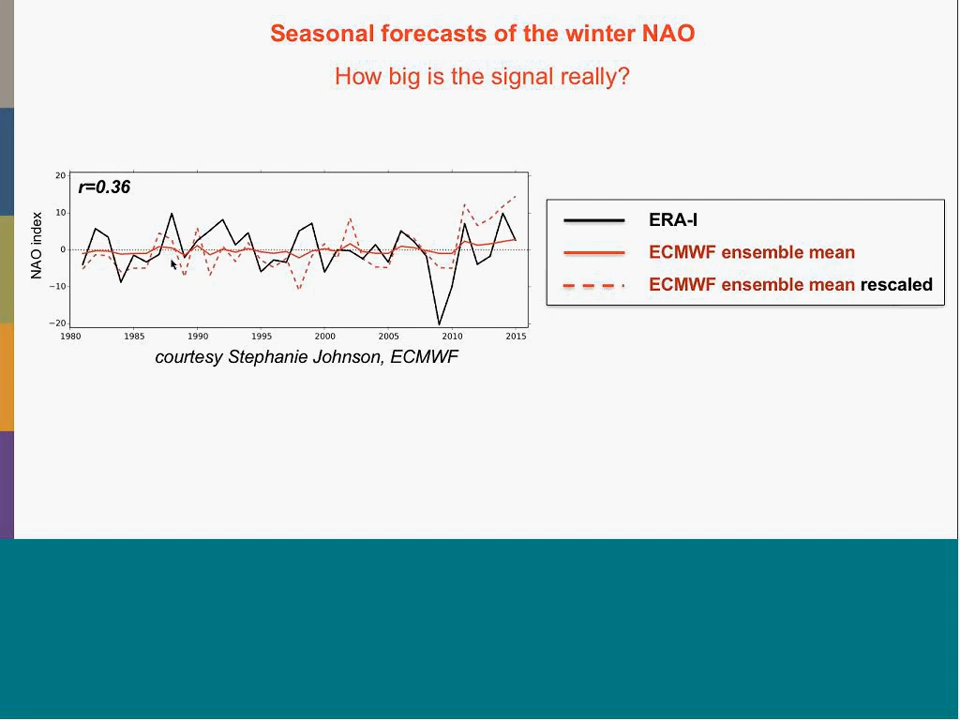 Seasonal forecasts of the winter NAO
How big is the signal really?
r=0.36
NAO index
20
10
0
−10
−20
1980 1985 1990 1995 2000 2005 2010 2015
courtesy Stephanie Johnson, ECMWF
ERA-I
ECMWF ensemble mean
ECMWF ensemble mean rescaled